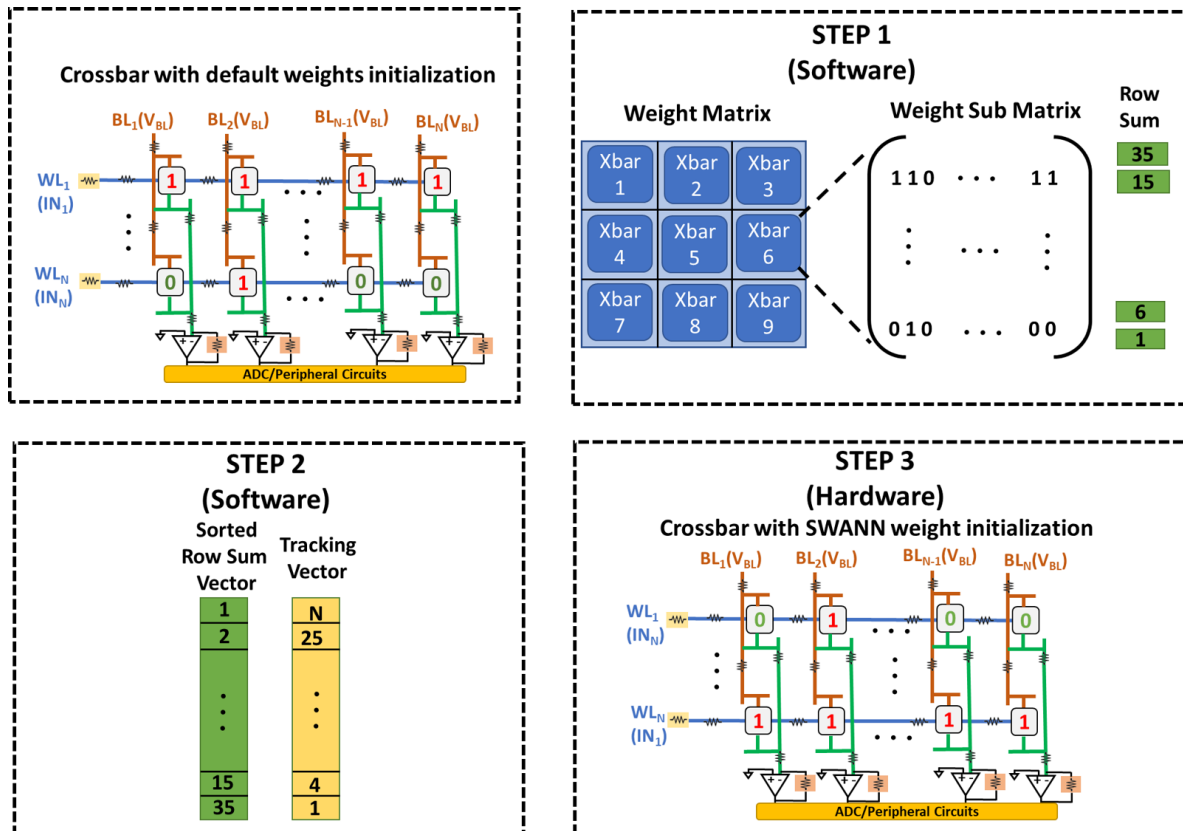 Crossbar with default weights initialization
BL1(VBL) BL2(VBL) BLN-1(VBL) BLN(VBL)
WL1 1 1 • • • 1 1
(IN1)
WLN 0 1 • • • 0 0
(INN)
+ - + - + - + -
ADC/Peripheral Circuits
STEP 1
(Software)
Weight Matrix
Weight Sub Matrix
Row
Sum
Xbar 1 Xbar 2 Xbar 3
Xbar 4 Xbar 5 Xbar 6
Xbar 7 Xbar 8 Xbar 9
1 1 0 • • • 1 1
0 1 0 • • • 0 0
35
15
6
1
STEP 2
(Software)
Sorted
Row Sum
Vector
Tracking
Vector
1 N
2 25
15 4
35 1
STEP 3
(Hardware)
Crossbar with SWANN weight initialization
BL1(VBL) BL2(VBL) BLN-1(VBL) BLN(VBL)
WL1 0 1 • • • 0 0
(INN)
WLN 1 1 • • • 1 1
(IN1)
+ - + - + - + -
ADC/Peripheral Circuits